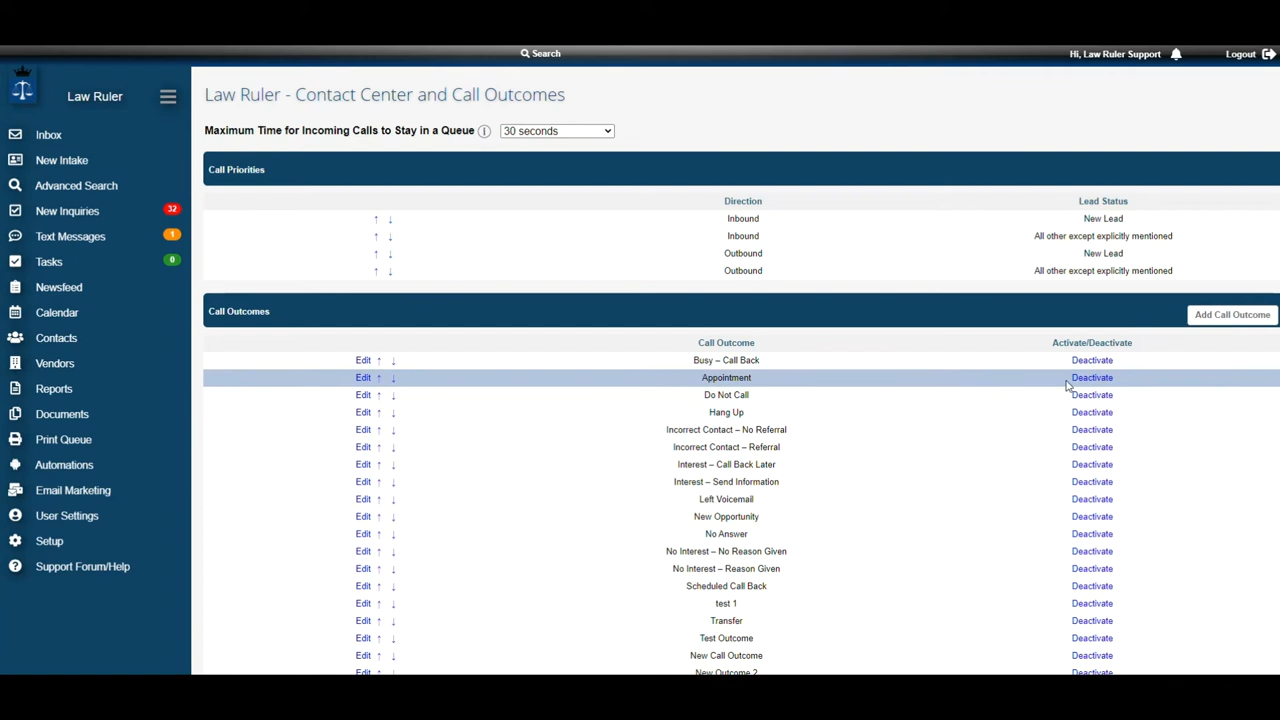 Search
Hi, Law Ruler Support
Logout
Law Ruler
Inbox
New Intake
Advanced Search
New Inquiries 32
Text Messages 1
Tasks 0
Newsfeed
Calendar
Contacts
Vendors
Reports
Documents
Print Queue
Automations
Email Marketing
User Settings
Setup
Support Forum/Help
Law Ruler - Contact Center and Call Outcomes
Maximum Time for Incoming Calls to Stay in a Queue i 30 seconds
Call Priorities
Direction Lead Status
↑ ↓ Inbound New Lead
↑ ↓ Inbound All other except explicitly mentioned
↑ ↓ Outbound New Lead
↑ ↓ Outbound All other except explicitly mentioned
Call Outcomes Add Call Outcome
Call Outcome Activate/Deactivate
Edit ↑ ↓ Busy – Call Back Deactivate
Edit ↑ ↓ Appointment Deactivate
Edit ↑ ↓ Do Not Call Deactivate
Edit ↑ ↓ Hang Up Deactivate
Edit ↑ ↓ Incorrect Contact – No Referral Deactivate
Edit ↑ ↓ Incorrect Contact – Referral Deactivate
Edit ↑ ↓ Interest – Call Back Later Deactivate
Edit ↑ ↓ Interest – Send Information Deactivate
Edit ↑ ↓ Left Voicemail Deactivate
Edit ↑ ↓ New Opportunity Deactivate
Edit ↑ ↓ No Answer Deactivate
Edit ↑ ↓ No Interest – No Reason Given Deactivate
Edit ↑ ↓ No Interest – Reason Given Deactivate
Edit ↑ ↓ Scheduled Call Back Deactivate
Edit ↑ ↓ test 1 Deactivate
Edit ↑ ↓ Transfer Deactivate
Edit ↑ ↓ Test Outcome Deactivate
Edit ↑ ↓ New Call Outcome Deactivate
Edit ↑ ↓ New Outcome 2 Deactivate